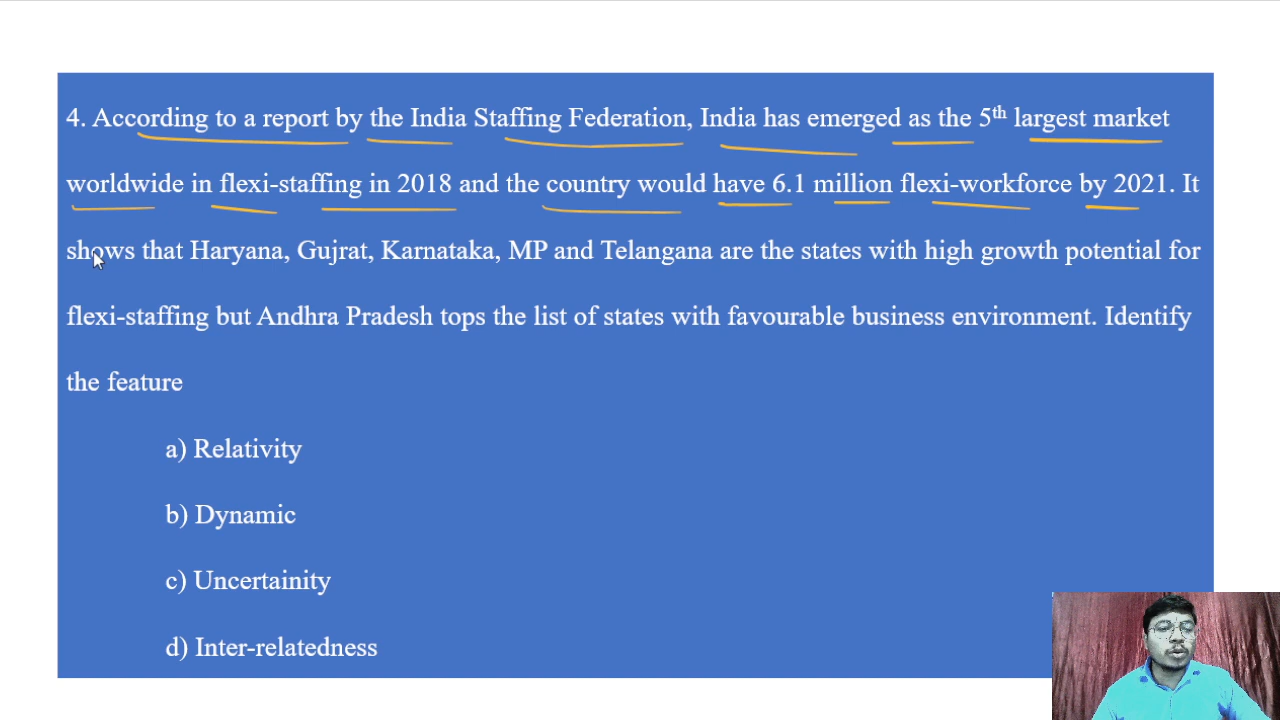 4. According to a report by the India Staffing Federation, India has emerged as the 5th largest market
worldwide in flexi-staffing in 2018 and the country would have 6.1 million flexi-workforce by 2021. It
shows that Haryana, Gujrat, Karnataka, MP and Telangana are the states with high growth potential for
flexi-staffing but Andhra Pradesh tops the list of states with favourable business environment. Identify
the feature
a) Relativity
b) Dynamic
c) Uncertainity
d) Inter-relatedness